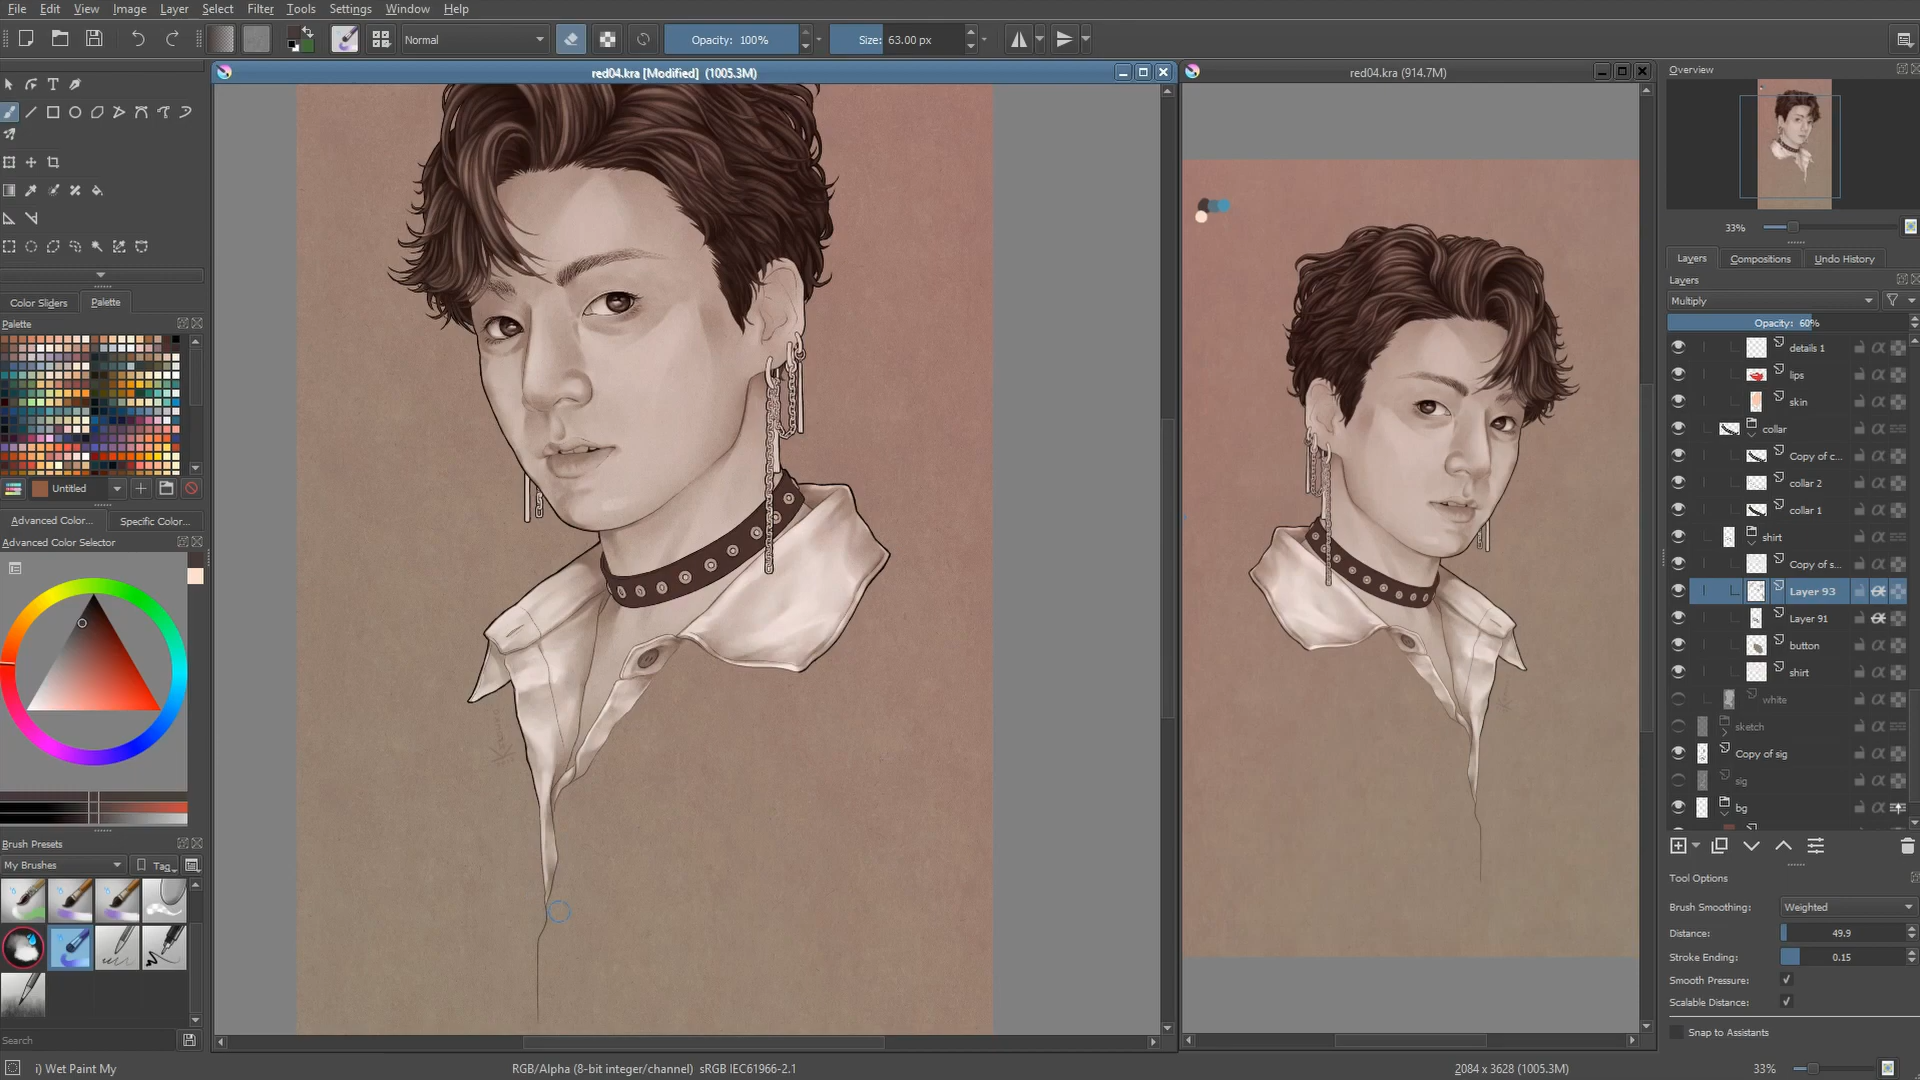 File Edit View Image Layer Select Filter Tools Settings Window Help
Normal
Opacity: 100%
Size: 63.00 px
red04.kra [Modified] (1005.3M)
red04.kra (914.7M)
Overview
33%
Layers Compositions Undo History
Layers
Multiply
Opacity: 60%
details 1
lips
skin
collar
Copy of c...
collar 2
collar 1
shirt
Copy of s...
Layer 93
Layer 91
button
shirt
white
sketch
Copy of sig
sig
bg
Tool Options
Brush Smoothing: Weighted
Distance: 49.9
Stroke Ending: 0.15
Smooth Pressure:
Scalable Distance:
Snap to Assistants
Color Sliders Palette
Palette
Untitled
Advanced Color... Specific Color...
Advanced Color Selector
Brush Presets
My Brushes
Tag
Search
i) Wet Paint My
RGB/Alpha (8-bit integer/channel) sRGB IEC61966-2.1
2084 x 3628 (1005.3M)
33%